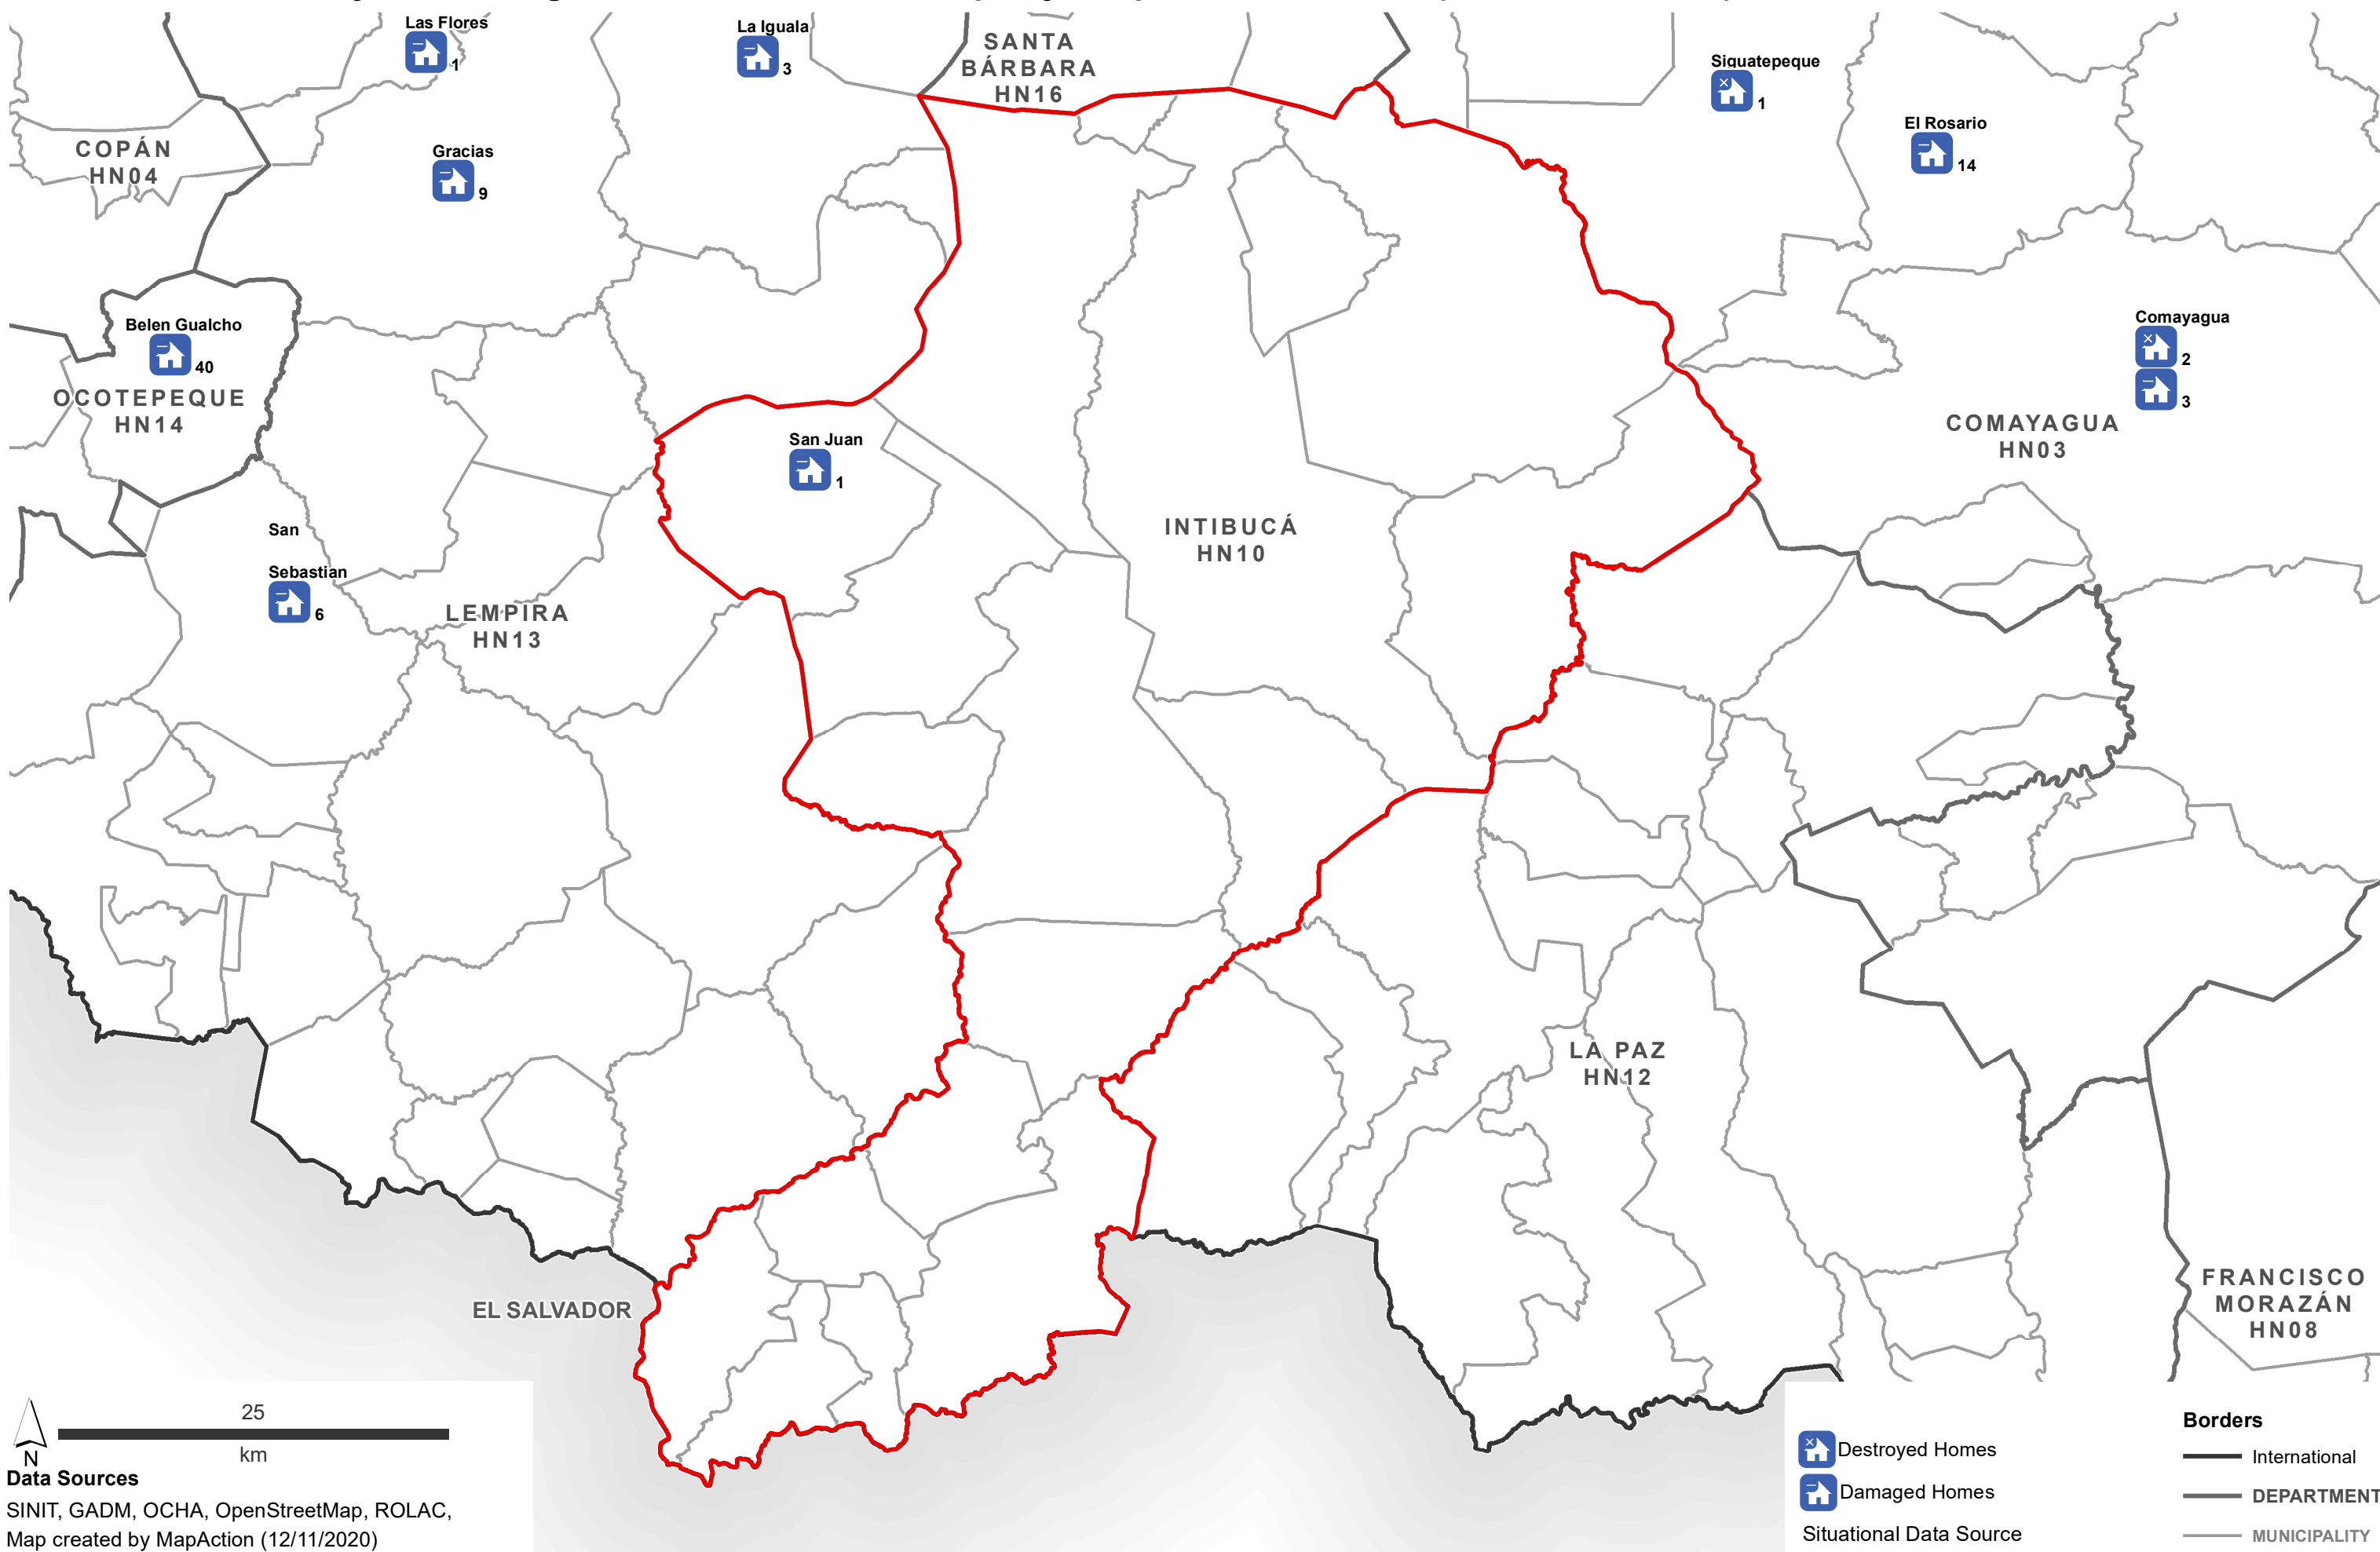 Las Flores
1
La Iguala
3
SANTA
BÁRBARA
HN16
Siguatepeque
1
El Rosario
14
COPÁN
HN04
Gracias
9
Belen Gualcho
40
OCOTEPEQUE
HN14
Comayagua
2
3
COMAYAGUA
HN03
San Juan
1
INTIBUCÁ
HN10
San
Sebastian
6
LEMPIRA
HN13
LA PAZ
HN12
FRANCISCO
MORAZÁN
HN08
EL SALVADOR
25
km
N
Data Sources
SINIT, GADM, OCHA, OpenStreetMap, ROLAC,
Map created by MapAction (12/11/2020)
Destroyed Homes
Damaged Homes
Situational Data Source
Borders
International
DEPARTMENT
MUNICIPALITY